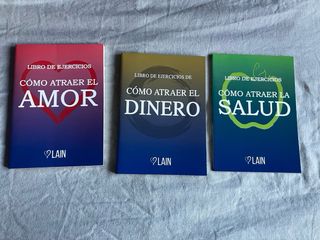 LIBRO DE EJERCICIOS
CÓMO ATRAER EL
AMOR
LAIN
LIBRO DE EJERCICIOS DE
CÓMO ATRAER EL
DINERO
LAIN
LIBRO DE EJERCICIOS
CÓMO ATRAER LA
SALUD
LAIN